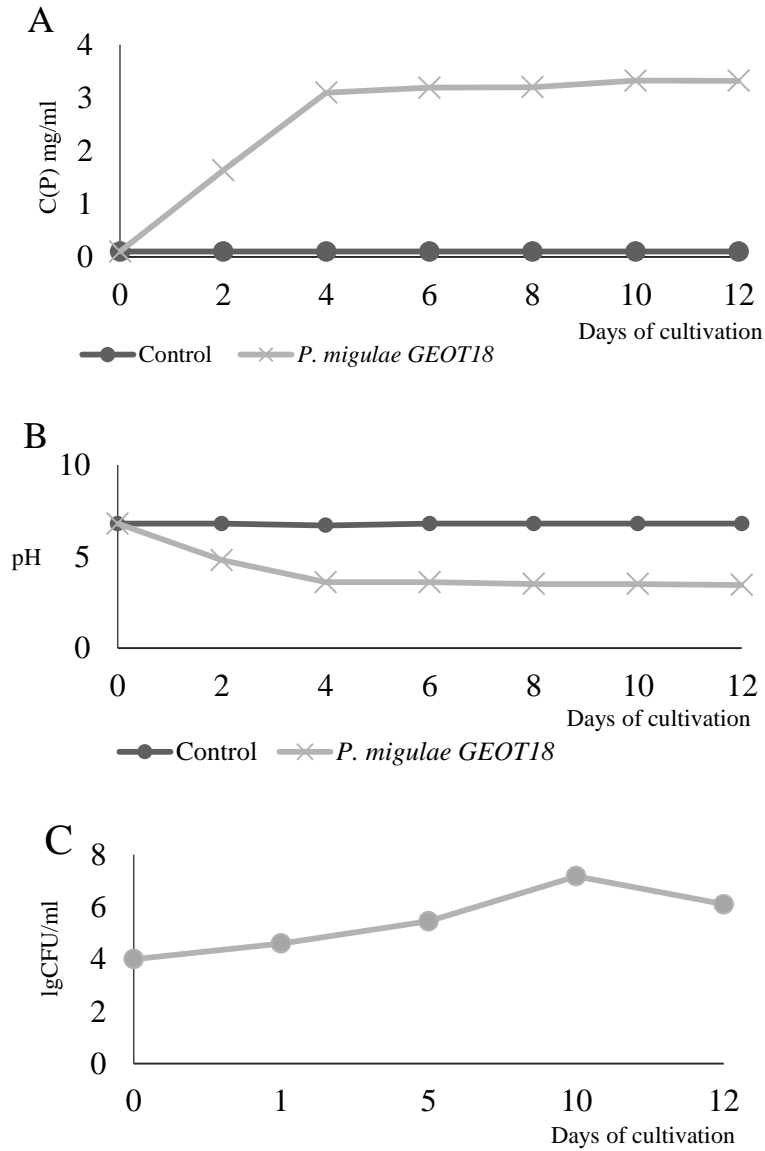 A
4
3
2
1
0
C(P) mg/ml
0 2 4 6 8 10 12
Days of cultivation
Control P. migulae GEOT18
B
10
5
0
pH
0 2 4 6 8 10 12
Days of cultivation
Control P. migulae GEOT18
C
8
6
4
2
0
lgCFU/ml
0 1 5 10 12
Days of cultivation